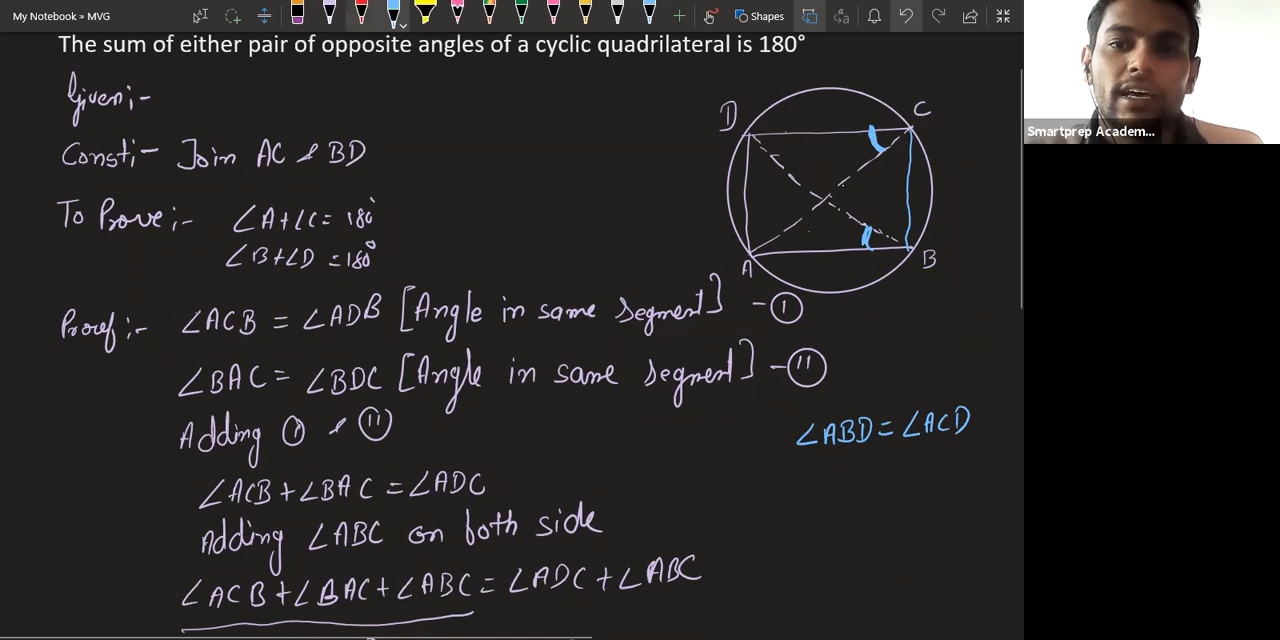 My Notebook » MVG
Shapes
The sum of either pair of opposite angles of a cyclic quadrilateral is 180°
Given:-
Const:- Join AC & BD
To Prove:- ∠A+∠C=180°
∠B+∠D=180°
Proof:- ∠ACB = ∠ADB [Angle in same segment] -Ⓘ
∠BAC = ∠BDC [Angle in same segment] -(II)
Adding Ⓘ & (II)
∠ACB+∠BAC=∠ADC
Adding ∠ABC on both side
∠ACB+∠BAC+∠ABC=∠ADC+∠ABC
D
C
A
B
∠ABD=∠ACD
Smartprep Academ...